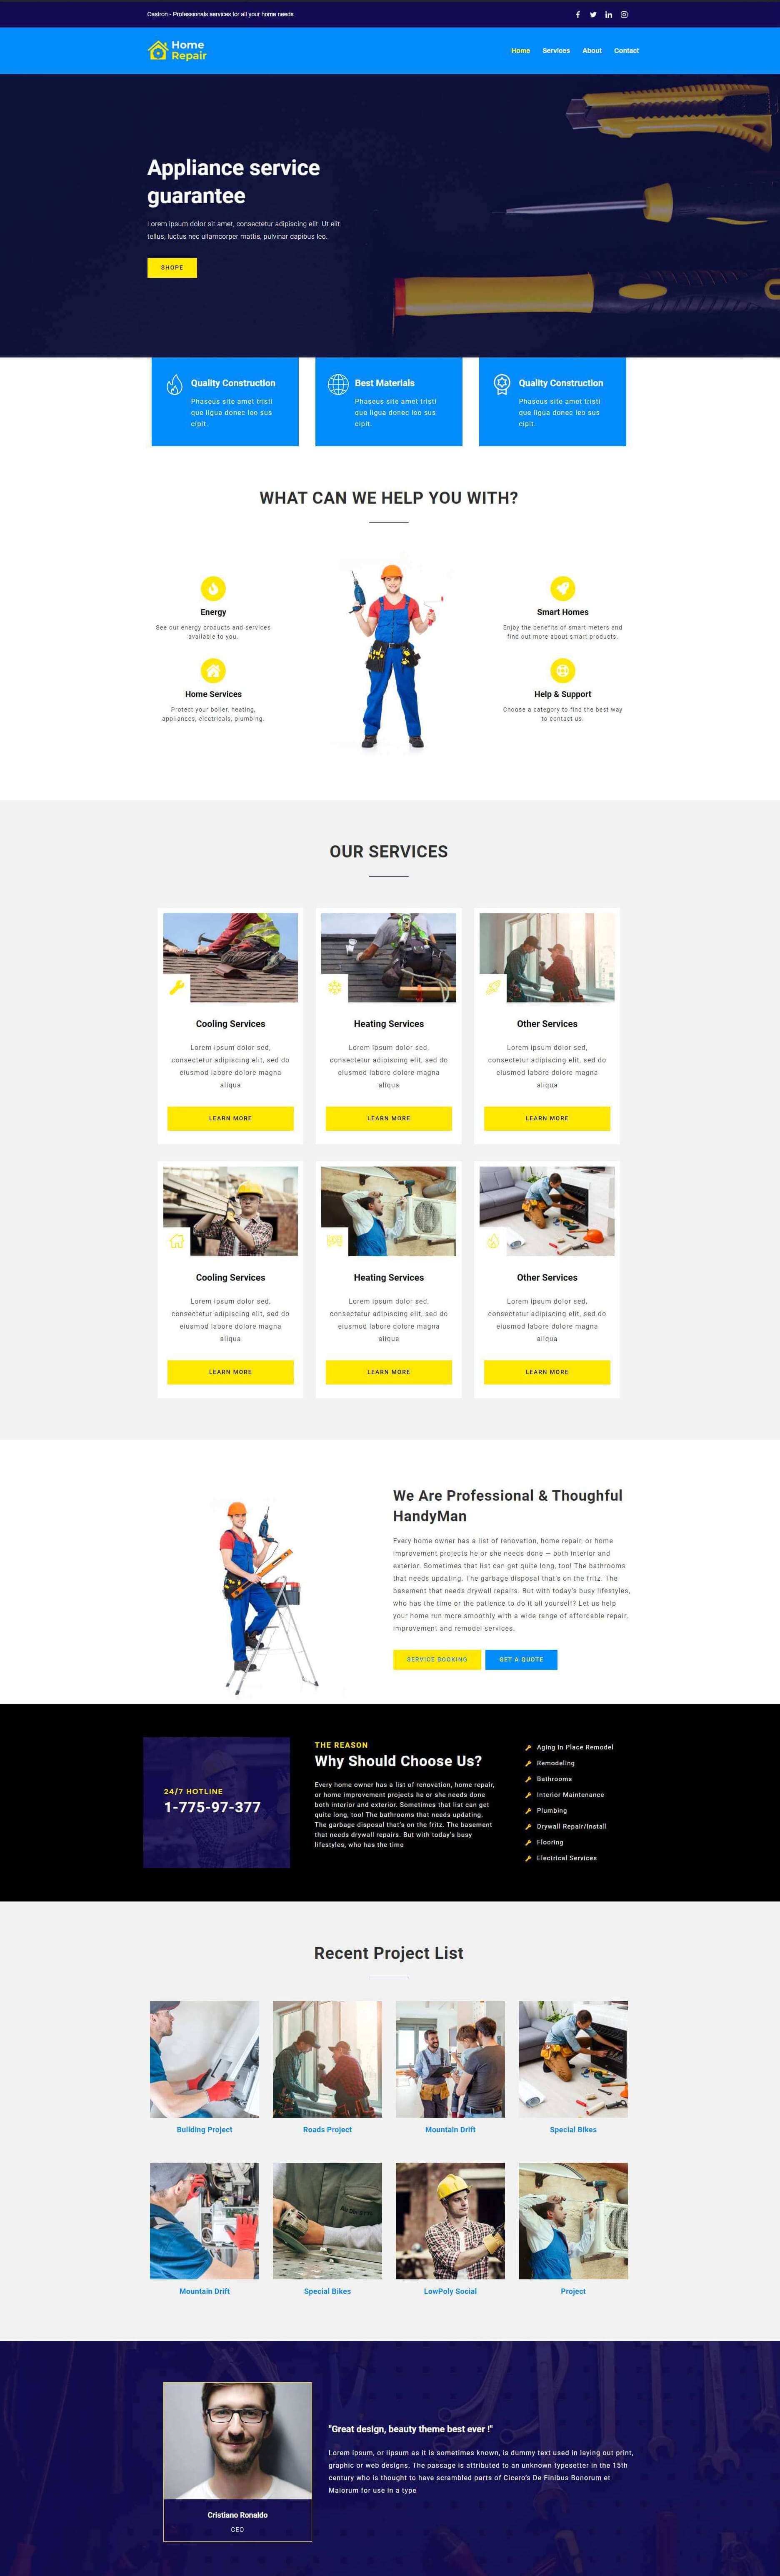 Castron - Professionals services for all your home needs
Home
Repair
Home Services About Contact
Appliance service
guarantee
Lorem ipsum dolor sit amet, consectetur adipiscing elit. Ut elit
tellus, luctus nec ullamcorper mattis, pulvinar dapibus leo.
SHOPE
Quality Construction
Phaseus site amet tristi
que ligua donec leo sus
cipit.
Best Materials
Phaseus site amet tristi
que ligua donec leo sus
cipit.
Quality Construction
Phaseus site amet tristi
que ligua donec leo sus
cipit.
WHAT CAN WE HELP YOU WITH?
Energy
See our energy products and services
available to you.
Home Services
Protect your boiler, heating,
appliances, electricals, plumbing.
Smart Homes
Enjoy the benefits of smart meters and
find out more about smart products.
Help & Support
Choose a category to find the best way
to contact us.
OUR SERVICES
Cooling Services
Lorem ipsum dolor sed,
consectetur adipiscing elit, sed do
eiusmod labore dolore magna
aliqua
LEARN MORE
Heating Services
Lorem ipsum dolor sed,
consectetur adipiscing elit, sed do
eiusmod labore dolore magna
aliqua
LEARN MORE
Other Services
Lorem ipsum dolor sed,
consectetur adipiscing elit, sed do
eiusmod labore dolore magna
aliqua
LEARN MORE
Cooling Services
Lorem ipsum dolor sed,
consectetur adipiscing elit, sed do
eiusmod labore dolore magna
aliqua
LEARN MORE
Heating Services
Lorem ipsum dolor sed,
consectetur adipiscing elit, sed do
eiusmod labore dolore magna
aliqua
LEARN MORE
Other Services
Lorem ipsum dolor sed,
consectetur adipiscing elit, sed do
eiusmod labore dolore magna
aliqua
LEARN MORE
We Are Professional & Thoughful
HandyMan
Every home owner has a list of renovation, home repair, or home
improvement projects he or she needs done — both interior and
exterior. Sometimes that list can get quite long, too! The bathrooms
that needs updating. The garbage disposal that's on the fritz. The
basement that needs drywall repairs. But with today's busy lifestyles,
who has the time or the patience to do it all yourself? Let us help
your home run more smoothly with a wide range of affordable repair,
improvement and remodel services.
SERVICE BOOKING
GET A QUOTE
24/7 HOTLINE
1-775-97-377
THE REASON
Why Should Choose Us?
Every home owner has a list of renovation, home repair,
or home improvement projects he or she needs done
both interior and exterior. Sometimes that list can get
quite long, too! The bathrooms that needs updating.
The garbage disposal that's on the fritz. The basement
that needs drywall repairs. But with today's busy
lifestyles, who has the time
Aging in Place Remodel
Remodeling
Bathrooms
Interior Maintenance
Plumbing
Drywall Repair/Install
Flooring
Electrical Services
Recent Project List
Building Project
Roads Project
Mountain Drift
Special Bikes
Mountain Drift
Special Bikes
LowPoly Social
Project
Cristiano Ronaldo
CEO
"Great design, beauty theme best ever !"
Lorem ipsum, or lipsum as it is sometimes known, is dummy text used in laying out print,
graphic or web designs. The passage is attributed to an unknown typesetter in the 15th
century who is thought to have scrambled parts of Cicero's De Finibus Bonorum et
Malorum for use in a type